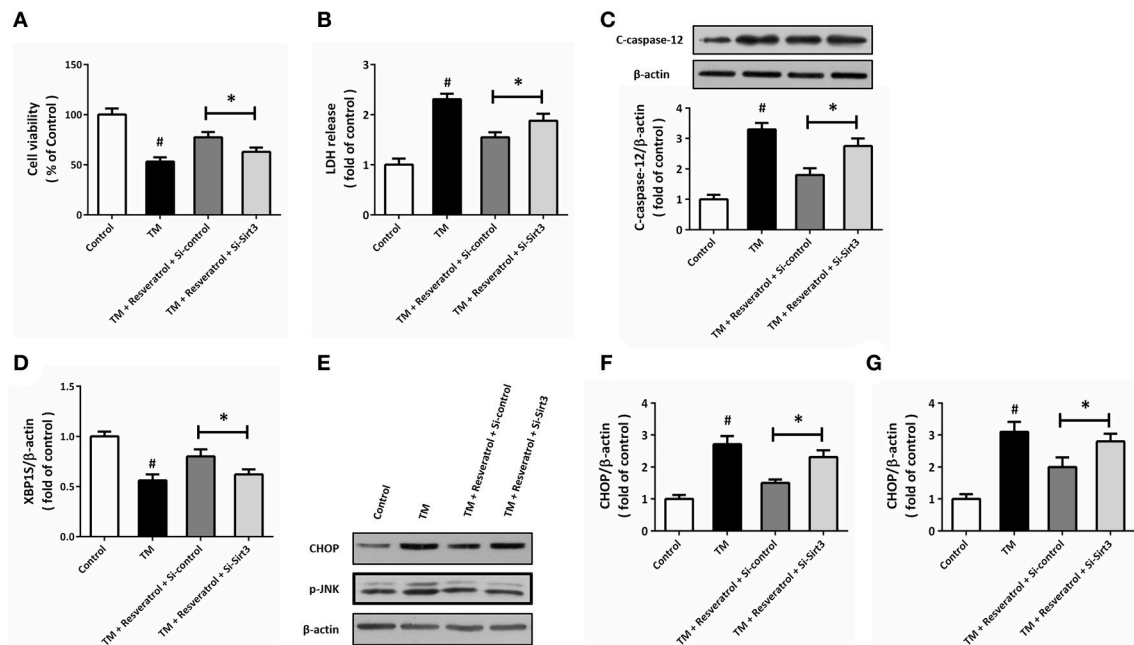 A
Cell viability
( % of Control )
150
100
50
0
#
*
Control
TM
TM + Resveratrol + Si-control
TM + Resveratrol + Si-Sirt3
B
LDH release
( fold of control )
3
2
1
0
#
*
Control
TM
TM + Resveratrol + Si-control
TM + Resveratrol + Si-Sirt3
C
C-caspase-12
β-actin
C-caspase-12/β-actin
( fold of control )
4
3
2
1
0
#
*
Control
TM
TM + Resveratrol + Si-control
TM + Resveratrol + Si-Sirt3
D
XBP1S/β-actin
( fold of control )
1.5
1.0
0.5
0.0
#
*
Control
TM
TM + Resveratrol + Si-control
TM + Resveratrol + Si-Sirt3
E
Control
TM
TM + Resveratrol + Si-control
TM + Resveratrol + Si-Sirt3
CHOP
p-JNK
β-actin
F
CHOP/β-actin
( fold of control )
4
3
2
1
0
#
*
Control
TM
TM + Resveratrol + Si-control
TM + Resveratrol + Si-Sirt3
G
CHOP/β-actin
( fold of control )
4
3
2
1
0
#
*
Control
TM
TM + Resveratrol + Si-control
TM + Resveratrol + Si-Sirt3